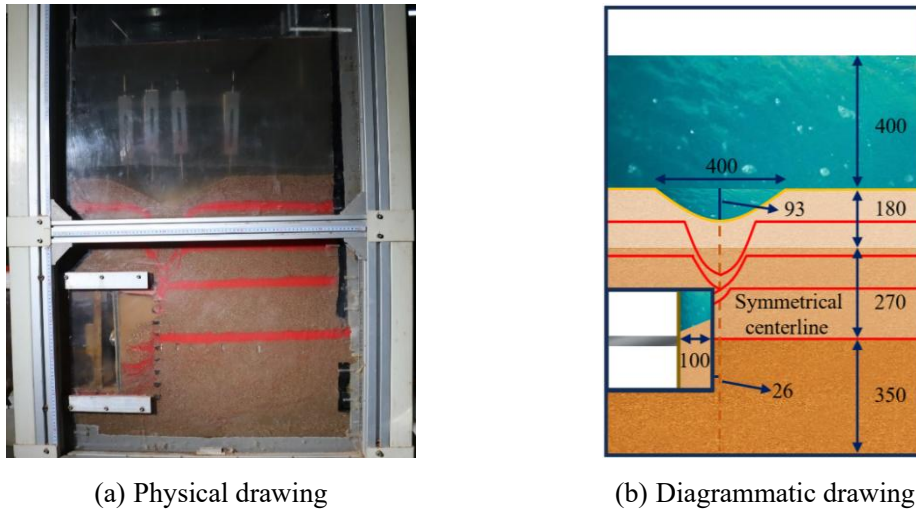 400
400
93
180
Symmetrical
centerline
270
100
26
350
(a) Physical drawing
(b) Diagrammatic drawing